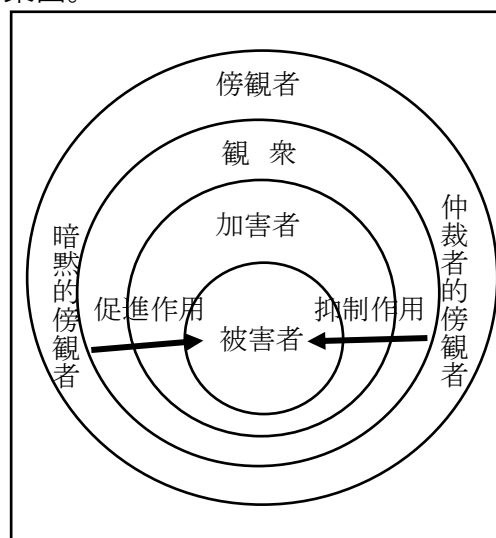 傍観者
観 衆
加害者
仲裁者的傍観者
暗黙的傍観者
促進作用
抑制作用
被害者